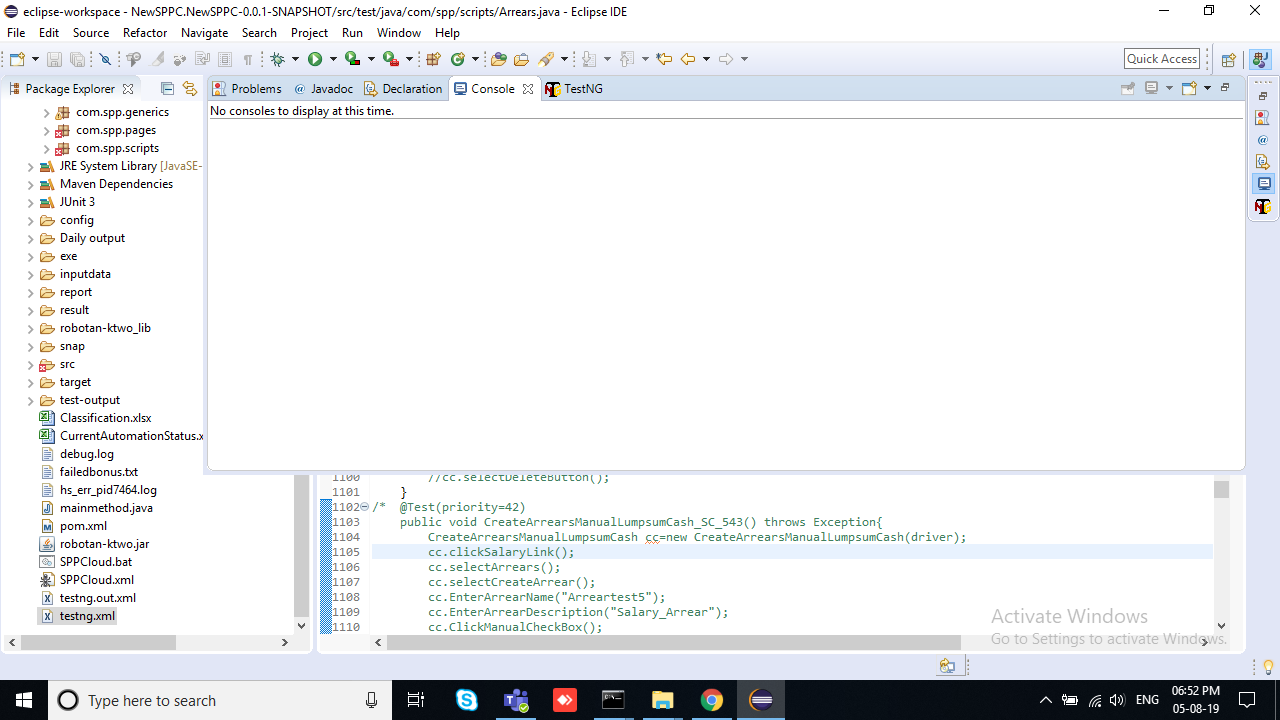 eclipse-workspace - NewSPPC.NewSPPC-0.0.1-SNAPSHOT/src/test/java/com/spp/scripts/Arrears.java - Eclipse IDE
File Edit Source Refactor Navigate Search Project Run Window Help
Quick Access
Package Explorer
Problems @ Javadoc Declaration Console TestNG
No consoles to display at this time.
com.spp.generics
com.spp.pages
com.spp.scripts
JRE System Library [JavaSE-
Maven Dependencies
JUnit 3
config
Daily output
exe
inputdata
report
result
robotan-ktwo_lib
snap
src
target
test-output
Classification.xlsx
CurrentAutomationStatus.x
debug.log
failedbonus.txt
hs_err_pid7464.log
mainmethod.java
pom.xml
robotan-ktwo.jar
SPPCloud.bat
SPPCloud.xml
testng.out.xml
testng.xml
1100 //cc.selectDeleteButton();
1101 }
1102 /* @Test(priority=42)
1103 public void CreateArrearsManualLumpsumCash_SC_543() throws Exception{
1104 CreateArrearsManualLumpsumCash cc=new CreateArrearsManualLumpsumCash(driver);
1105 cc.clickSalaryLink();
1106 cc.selectArrears();
1107 cc.selectCreateArrear();
1108 cc.EnterArrearName("Arreartest5");
1109 cc.EnterArrearDescription("Salary_Arrear");
1110 cc.ClickManualCheckBox();
Activate Windows
Go to Settings to activate Windows.
Type here to search
ENG
06:52 PM
05-08-19